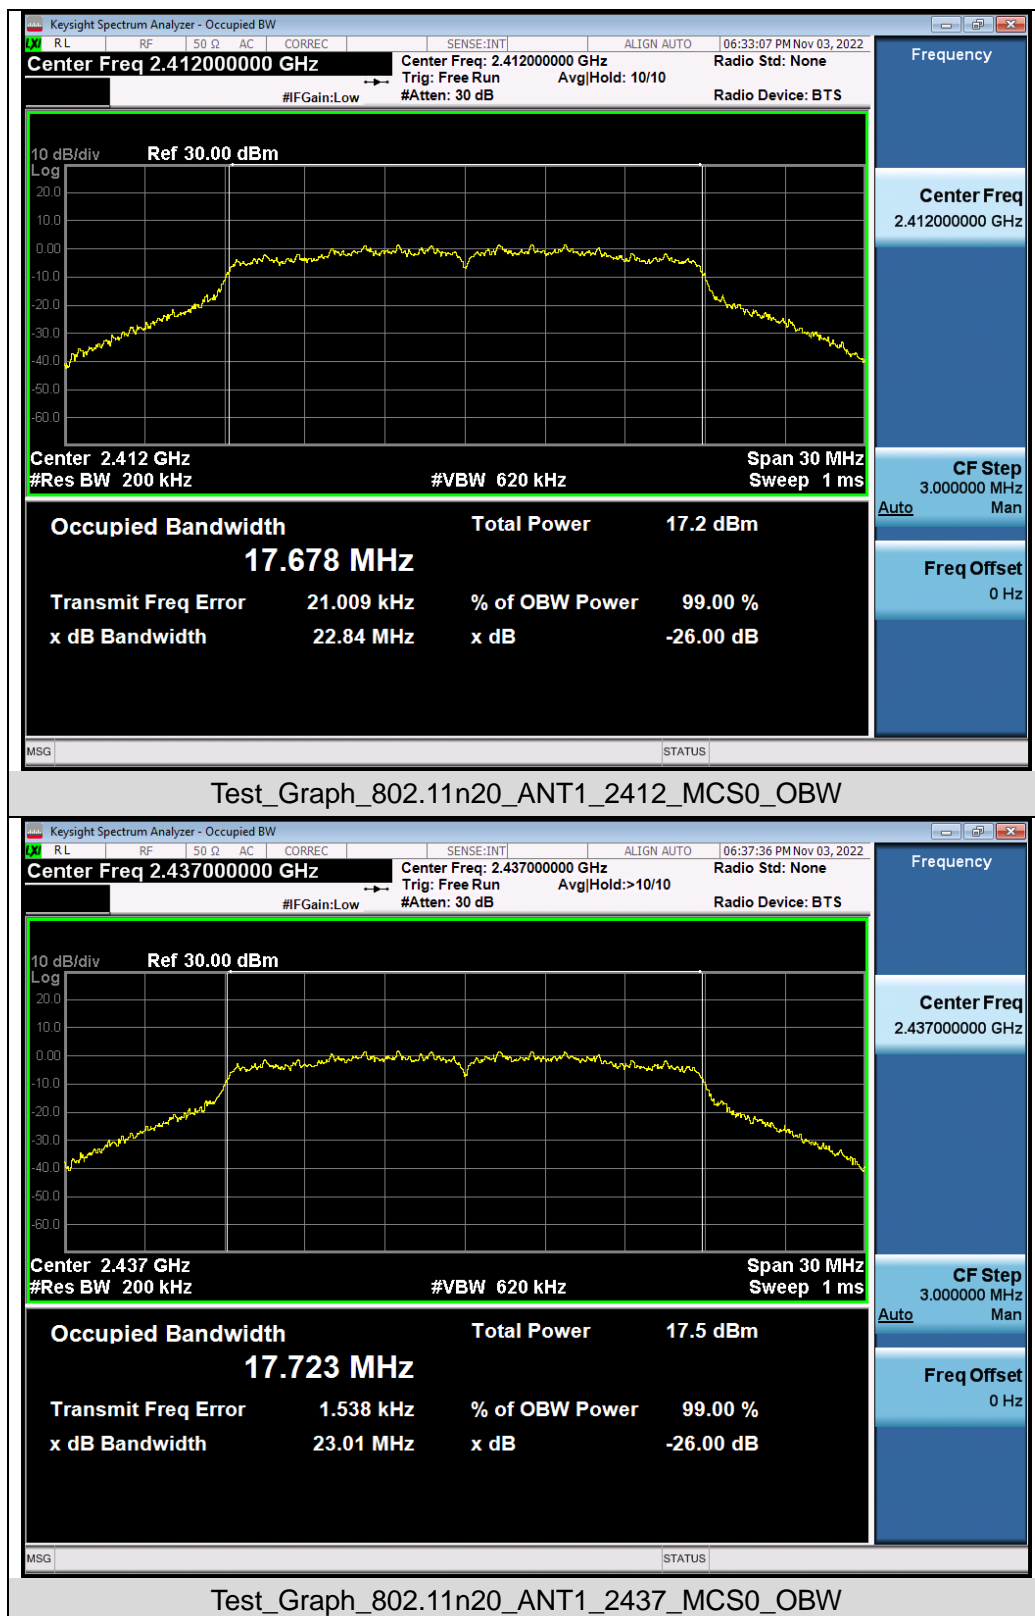 Keysight Spectrum Analyzer - Occupied BW
LXI RL RF 50 Ω AC CORREC SENSE:INT ALIGN AUTO 06:33:07 PM Nov 03, 2022
Center Freq 2.412000000 GHz
Center Freq: 2.412000000 GHz
Radio Std: None
Trig: Free Run Avg|Hold: 10/10
#IFGain:Low
#Atten: 30 dB
Radio Device: BTS
Frequency
10 dB/div Ref 30.00 dBm
Log
20.0
10.0
0.00
-10.0
-20.0
-30.0
-40.0
-50.0
-60.0
Center 2.412 GHz
Span 30 MHz
#Res BW 200 kHz
#VBW 620 kHz
Sweep 1 ms
Center Freq
2.412000000 GHz
CF Step
3.000000 MHz
Auto Man
Freq Offset
0 Hz
Occupied Bandwidth
Total Power 17.2 dBm
17.678 MHz
Transmit Freq Error 21.009 kHz % of OBW Power 99.00 %
x dB Bandwidth 22.84 MHz x dB -26.00 dB
MSG
STATUS
Test_Graph_802.11n20_ANT1_2412_MCS0_OBW
Keysight Spectrum Analyzer - Occupied BW
LXI RL RF 50 Ω AC CORREC SENSE:INT ALIGN AUTO 06:37:36 PM Nov 03, 2022
Center Freq 2.437000000 GHz
Center Freq: 2.437000000 GHz
Radio Std: None
Trig: Free Run Avg|Hold:>10/10
#IFGain:Low
#Atten: 30 dB
Radio Device: BTS
Frequency
10 dB/div Ref 30.00 dBm
Log
20.0
10.0
0.00
-10.0
-20.0
-30.0
-40.0
-50.0
-60.0
Center 2.437 GHz
Span 30 MHz
#Res BW 200 kHz
#VBW 620 kHz
Sweep 1 ms
Center Freq
2.437000000 GHz
CF Step
3.000000 MHz
Auto Man
Freq Offset
0 Hz
Occupied Bandwidth
Total Power 17.5 dBm
17.723 MHz
Transmit Freq Error 1.538 kHz % of OBW Power 99.00 %
x dB Bandwidth 23.01 MHz x dB -26.00 dB
MSG
STATUS
Test_Graph_802.11n20_ANT1_2437_MCS0_OBW